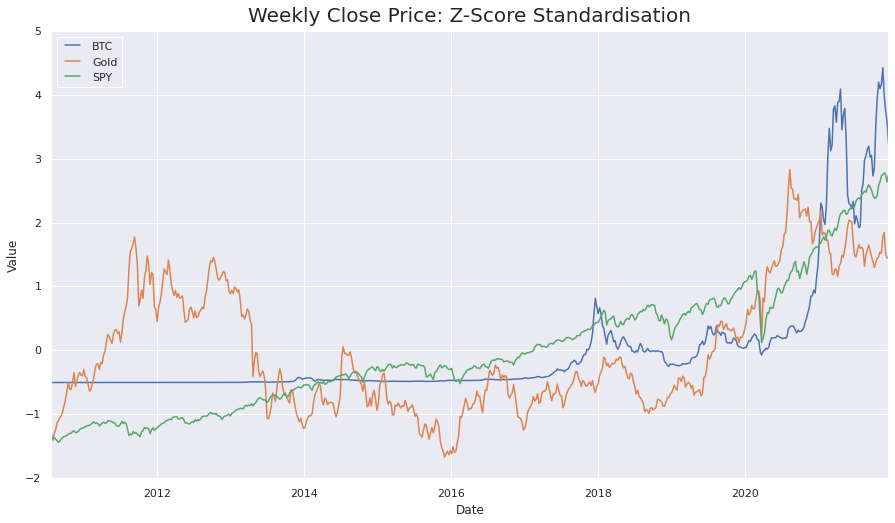 Weekly Close Price: Z-Score Standardisation
BTC
Gold
SPY
5
4
3
2
1
0
−1
−2
Value
2012
2014
2016
2018
2020
Date